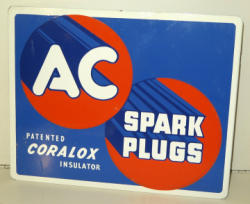 AC
SPARK
PLUGS
PATENTED
CORALOX
INSULATOR